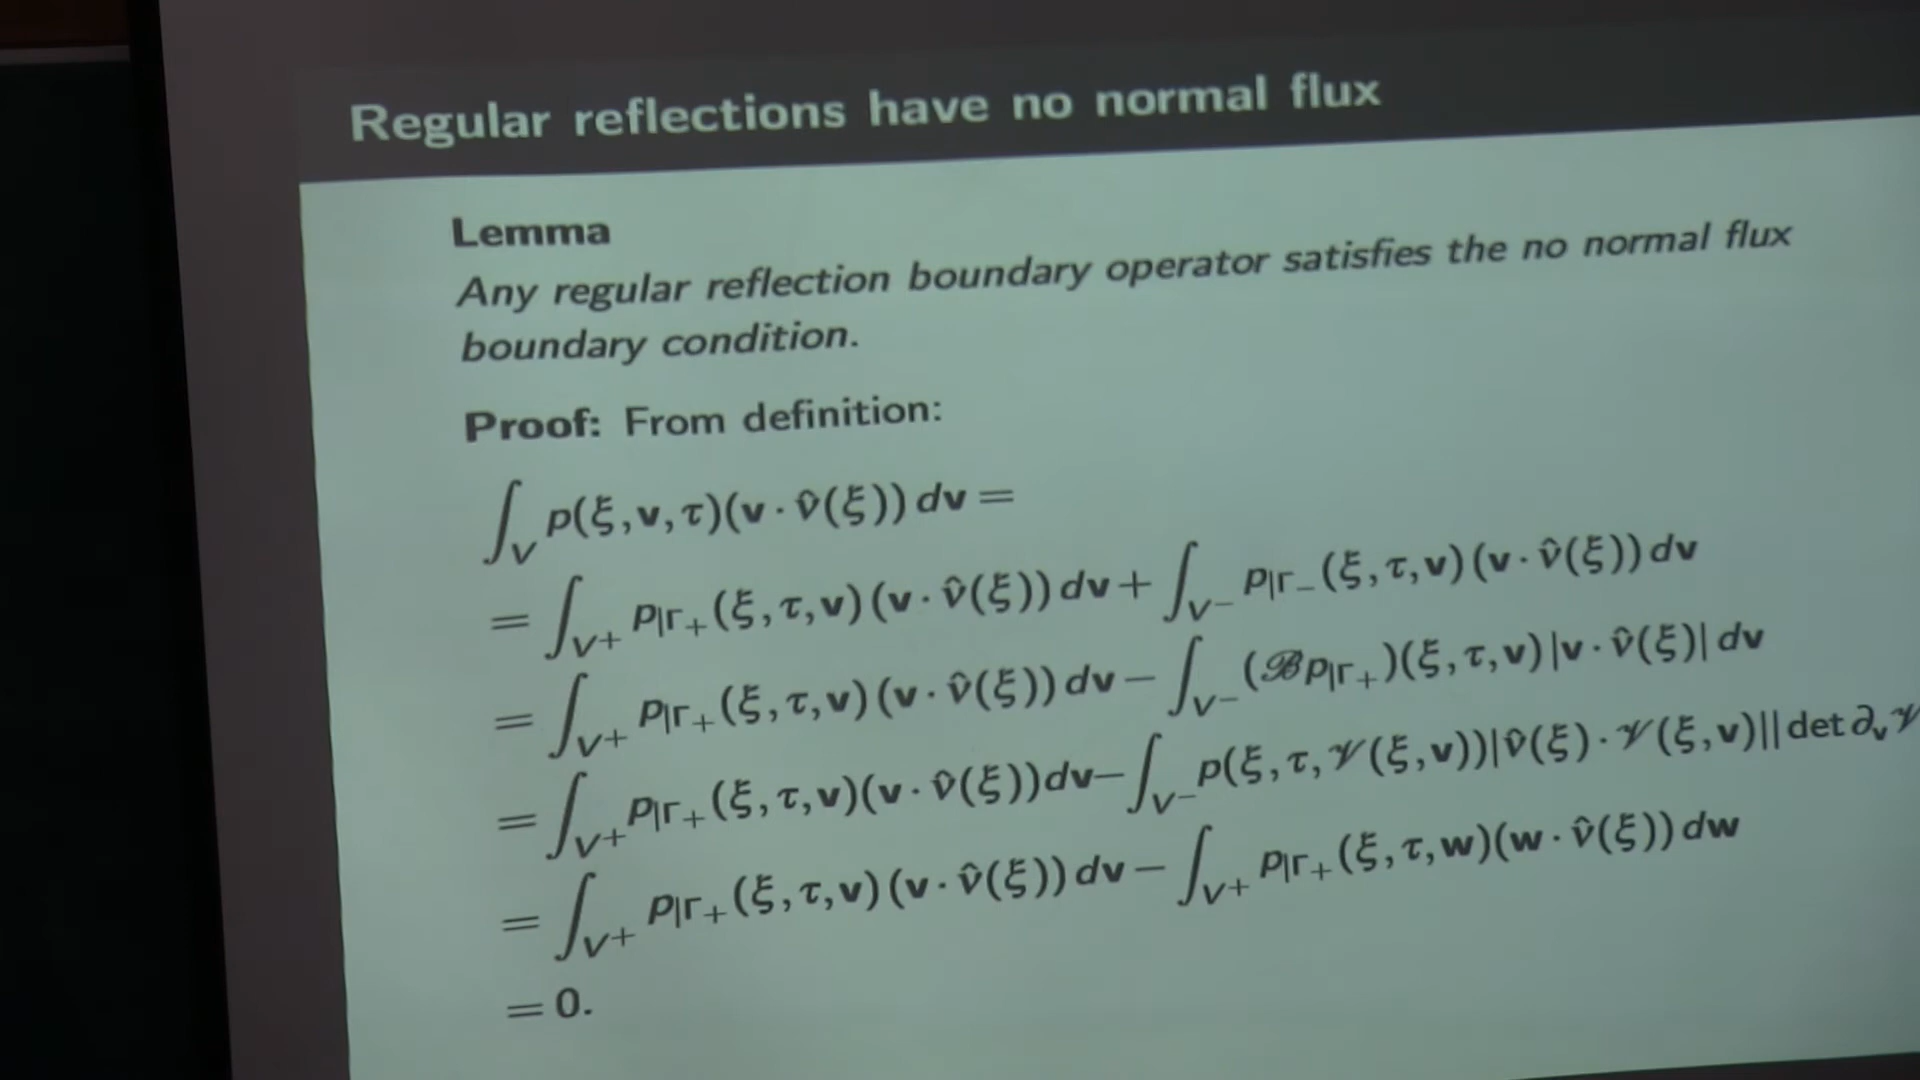 Regular reflections have no normal flux
Lemma
Any regular reflection boundary operator satisfies the no normal flux
boundary condition.
Proof: From definition:
∫_V p(ξ,v,τ)(v · ν̂(ξ)) dv =
= ∫_{V+} p|Γ+(ξ,τ,v)(v · ν̂(ξ)) dv + ∫_{V−} p|Γ−(ξ,τ,v)(v · ν̂(ξ)) dv
= ∫_{V+} p|Γ+(ξ,τ,v)(v · ν̂(ξ)) dv − ∫_{V−} (ℬp|Γ+)(ξ,τ,v)|v · ν̂(ξ)| dv
= ∫_{V+} p|Γ+(ξ,τ,v)(v · ν̂(ξ))dv − ∫_{V−} p(ξ,τ,𝒱(ξ,v))|ν̂(ξ) · 𝒱(ξ,v)||det ∂_v 𝒱
= ∫_{V+} p|Γ+(ξ,τ,v)(v · ν̂(ξ)) dv − ∫_{V+} p|Γ+(ξ,τ,w)(w · ν̂(ξ)) dw
= 0.